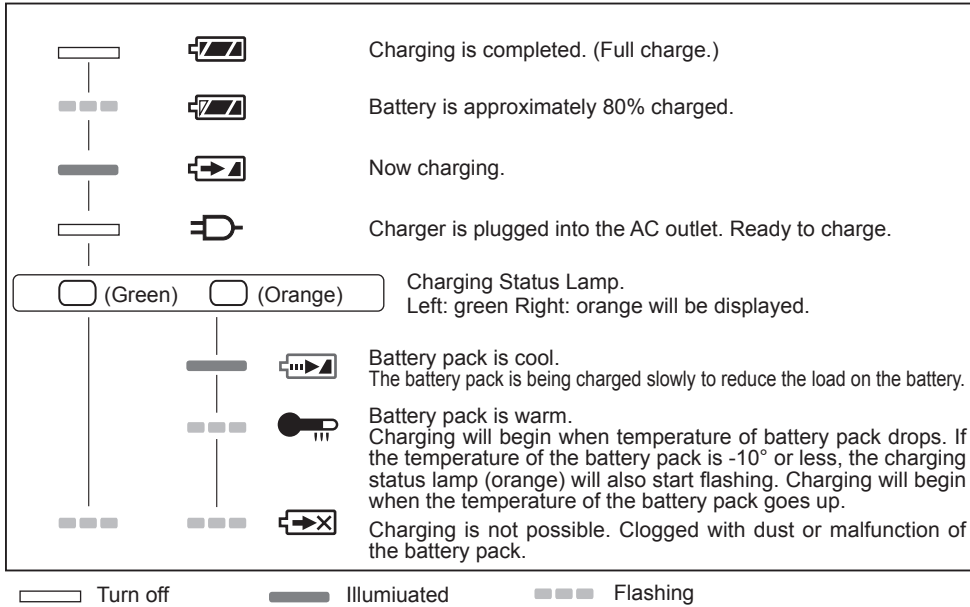 Charging is completed. (Full charge.)
Battery is approximately 80% charged.
Now charging.
Charger is plugged into the AC outlet. Ready to charge.
(Green) (Orange)
Charging Status Lamp.
Left: green Right: orange will be displayed.
Battery pack is cool.
The battery pack is being charged slowly to reduce the load on the battery.
Battery pack is warm.
Charging will begin when temperature of battery pack drops. If
the temperature of the battery pack is -10° or less, the charging
status lamp (orange) will also start flashing. Charging will begin
when the temperature of the battery pack goes up.
Charging is not possible. Clogged with dust or malfunction of
the battery pack.
Turn off Illumiuated Flashing